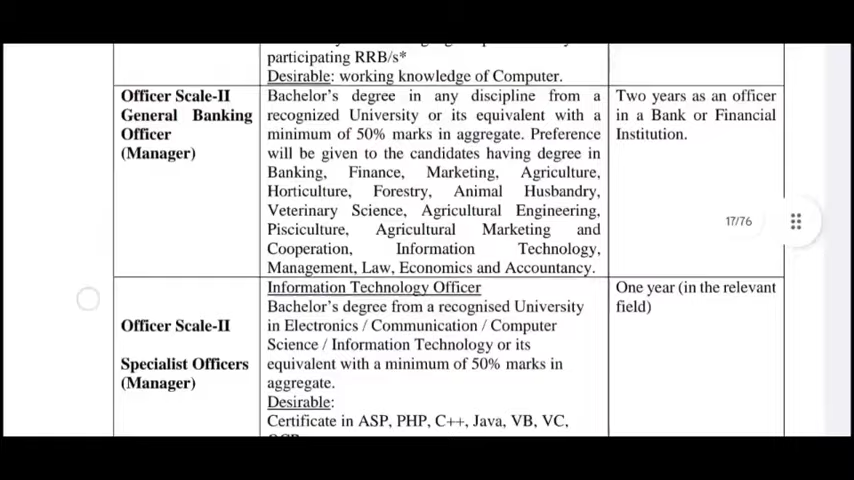 participating RRB/s*
Desirable: working knowledge of Computer.
Officer Scale-II
General Banking
Officer
(Manager)
Bachelor's degree in any discipline from a
recognized University or its equivalent with a
minimum of 50% marks in aggregate. Preference
will be given to the candidates having degree in
Banking, Finance, Marketing, Agriculture,
Horticulture, Forestry, Animal Husbandry,
Veterinary Science, Agricultural Engineering,
Pisciculture, Agricultural Marketing and
Cooperation, Information Technology,
Management, Law, Economics and Accountancy.
Two years as an officer
in a Bank or Financial
Institution.
17/76
Officer Scale-II
Specialist Officers
(Manager)
Information Technology Officer
Bachelor's degree from a recognised University
in Electronics / Communication / Computer
Science / Information Technology or its
equivalent with a minimum of 50% marks in
aggregate.
Desirable:
Certificate in ASP, PHP, C++, Java, VB, VC,
One year (in the relevant
field)